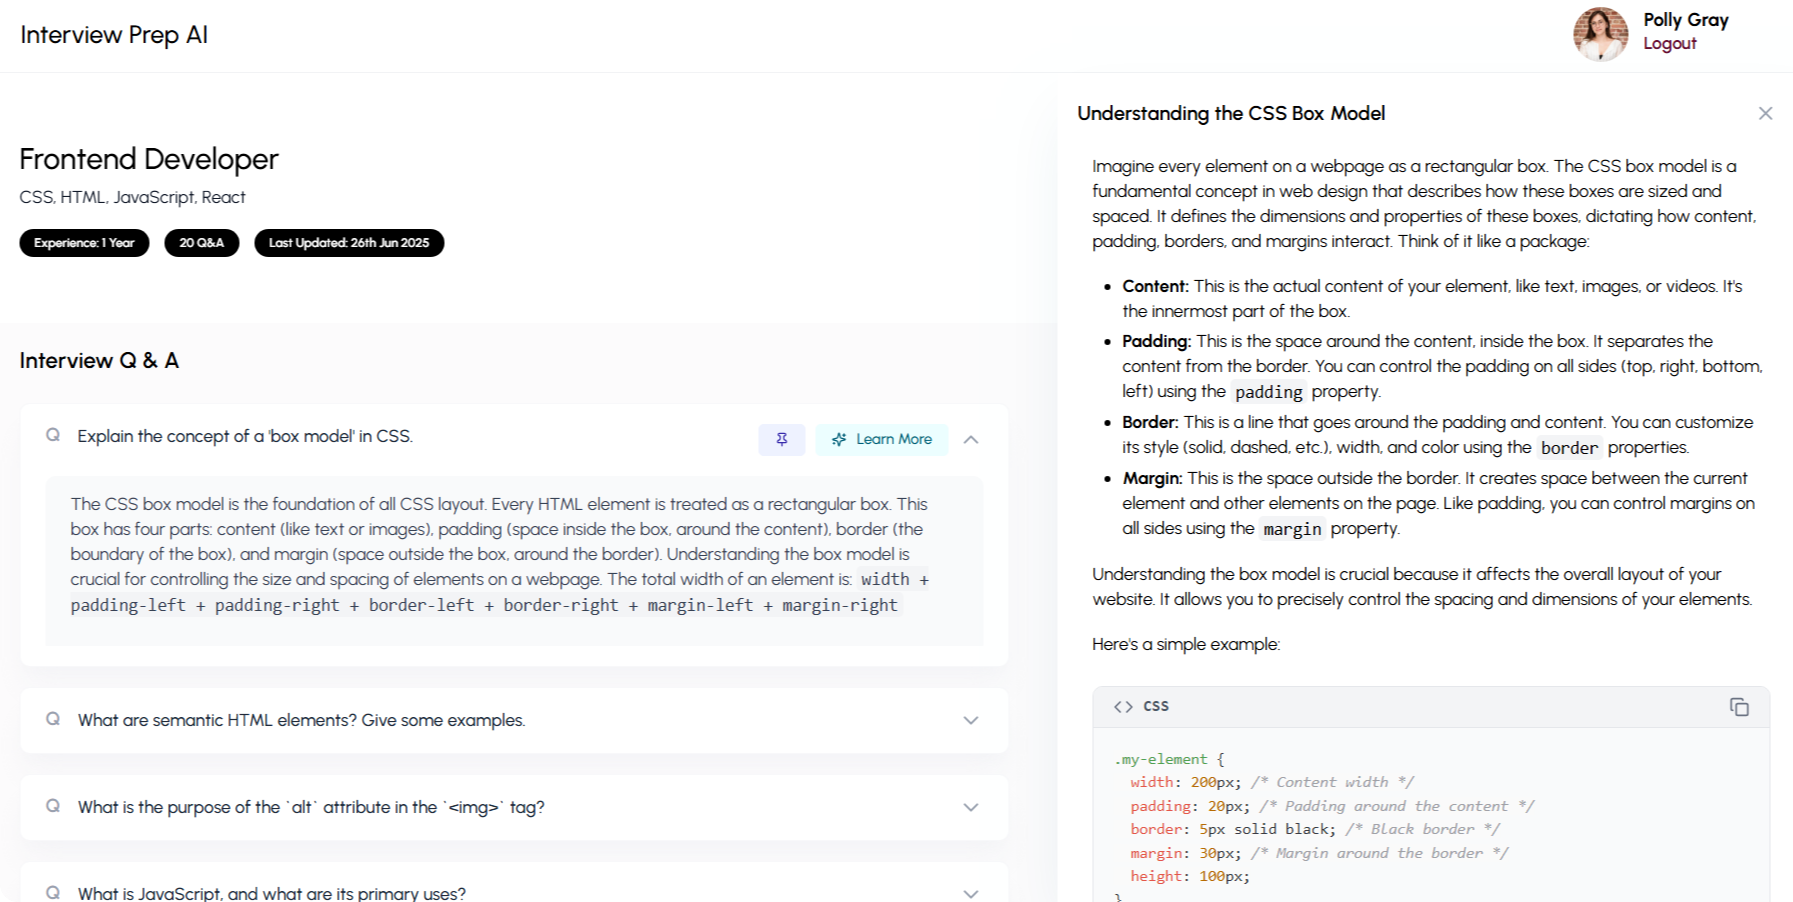 Interview Prep AI
Polly Gray
Logout
Frontend Developer
CSS, HTML, JavaScript, React
Experience: 1 Year
20 Q&A
Last Updated: 26th Jun 2025
Interview Q & A
Q Explain the concept of a 'box model' in CSS.
Learn More
The CSS box model is the foundation of all CSS layout. Every HTML element is treated as a rectangular box. This
box has four parts: content (like text or images), padding (space inside the box, around the content), border (the
boundary of the box), and margin (space outside the box, around the border). Understanding the box model is
crucial for controlling the size and spacing of elements on a webpage. The total width of an element is: width +
padding-left + padding-right + border-left + border-right + margin-left + margin-right
Q What are semantic HTML elements? Give some examples.
Q What is the purpose of the `alt` attribute in the `<img>` tag?
Q What is JavaScript, and what are its primary uses?
Understanding the CSS Box Model
Imagine every element on a webpage as a rectangular box. The CSS box model is a
fundamental concept in web design that describes how these boxes are sized and
spaced. It defines the dimensions and properties of these boxes, dictating how content,
padding, borders, and margins interact. Think of it like a package:
• Content: This is the actual content of your element, like text, images, or videos. It's
the innermost part of the box.
• Padding: This is the space around the content, inside the box. It separates the
content from the border. You can control the padding on all sides (top, right, bottom,
left) using the padding property.
• Border: This is a line that goes around the padding and content. You can customize
its style (solid, dashed, etc.), width, and color using the border properties.
• Margin: This is the space outside the border. It creates space between the current
element and other elements on the page. Like padding, you can control margins on
all sides using the margin property.
Understanding the box model is crucial because it affects the overall layout of your
website. It allows you to precisely control the spacing and dimensions of your elements.
Here's a simple example:
<> CSS
.my-element {
width: 200px; /* Content width */
padding: 20px; /* Padding around the content */
border: 5px solid black; /* Black border */
margin: 30px; /* Margin around the border */
height: 100px;
}